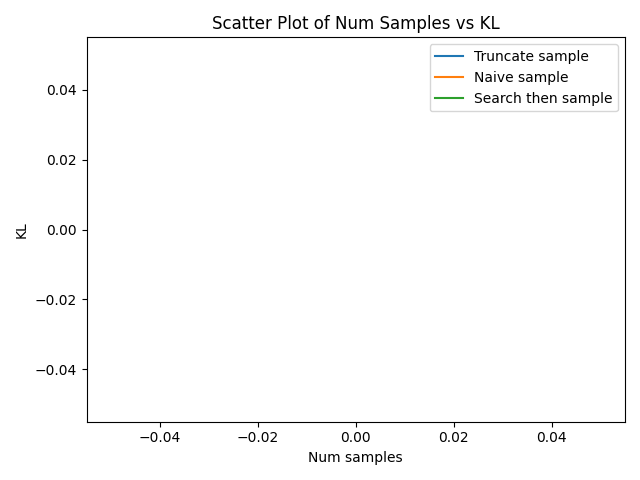 Scatter Plot of Num Samples vs KL
Truncate sample
Naive sample
Search then sample
KL
0.04
0.02
0.00
−0.02
−0.04
−0.04 −0.02 0.00 0.02 0.04
Num samples